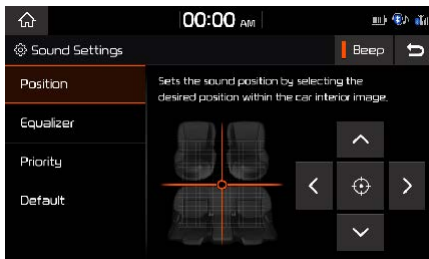 00:00 AM
Sound Settings
Beep
Position
Sets the sound position by selecting the
desired position within the car interior image.
Equalizer
Priority
Default